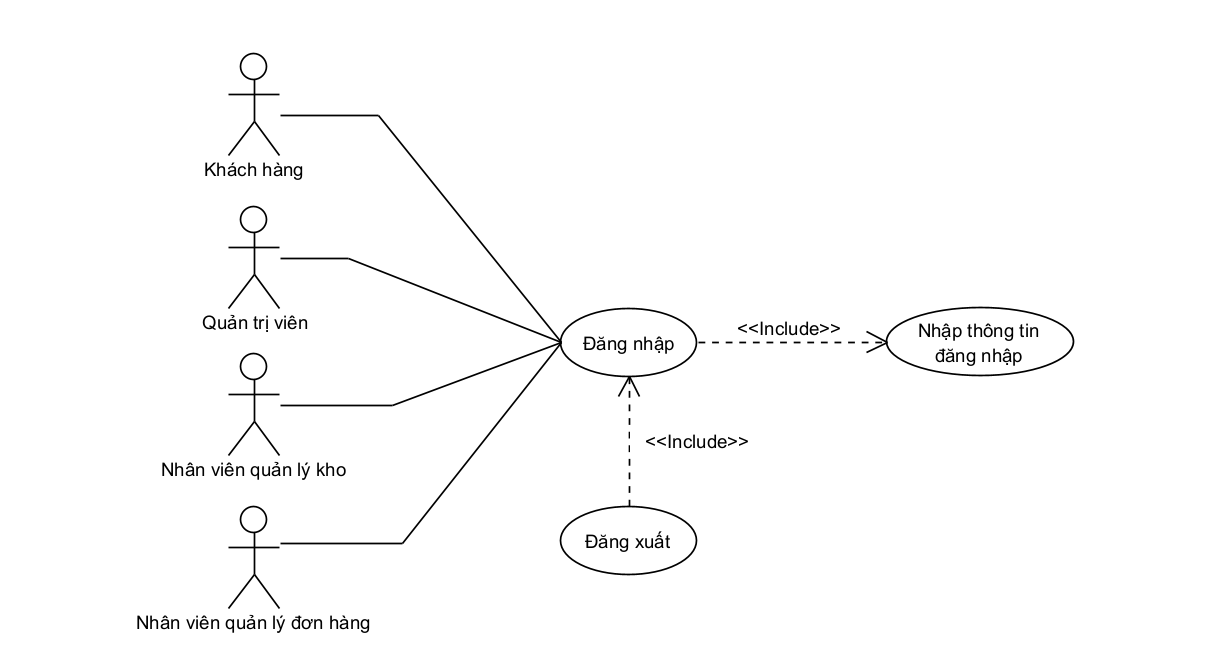 Khách hàng
Quản trị viên
Đăng nhập
<<Include>>
Nhập thông tin
đăng nhập
<<Include>>
Nhân viên quản lý kho
Đăng xuất
Nhân viên quản lý đơn hàng